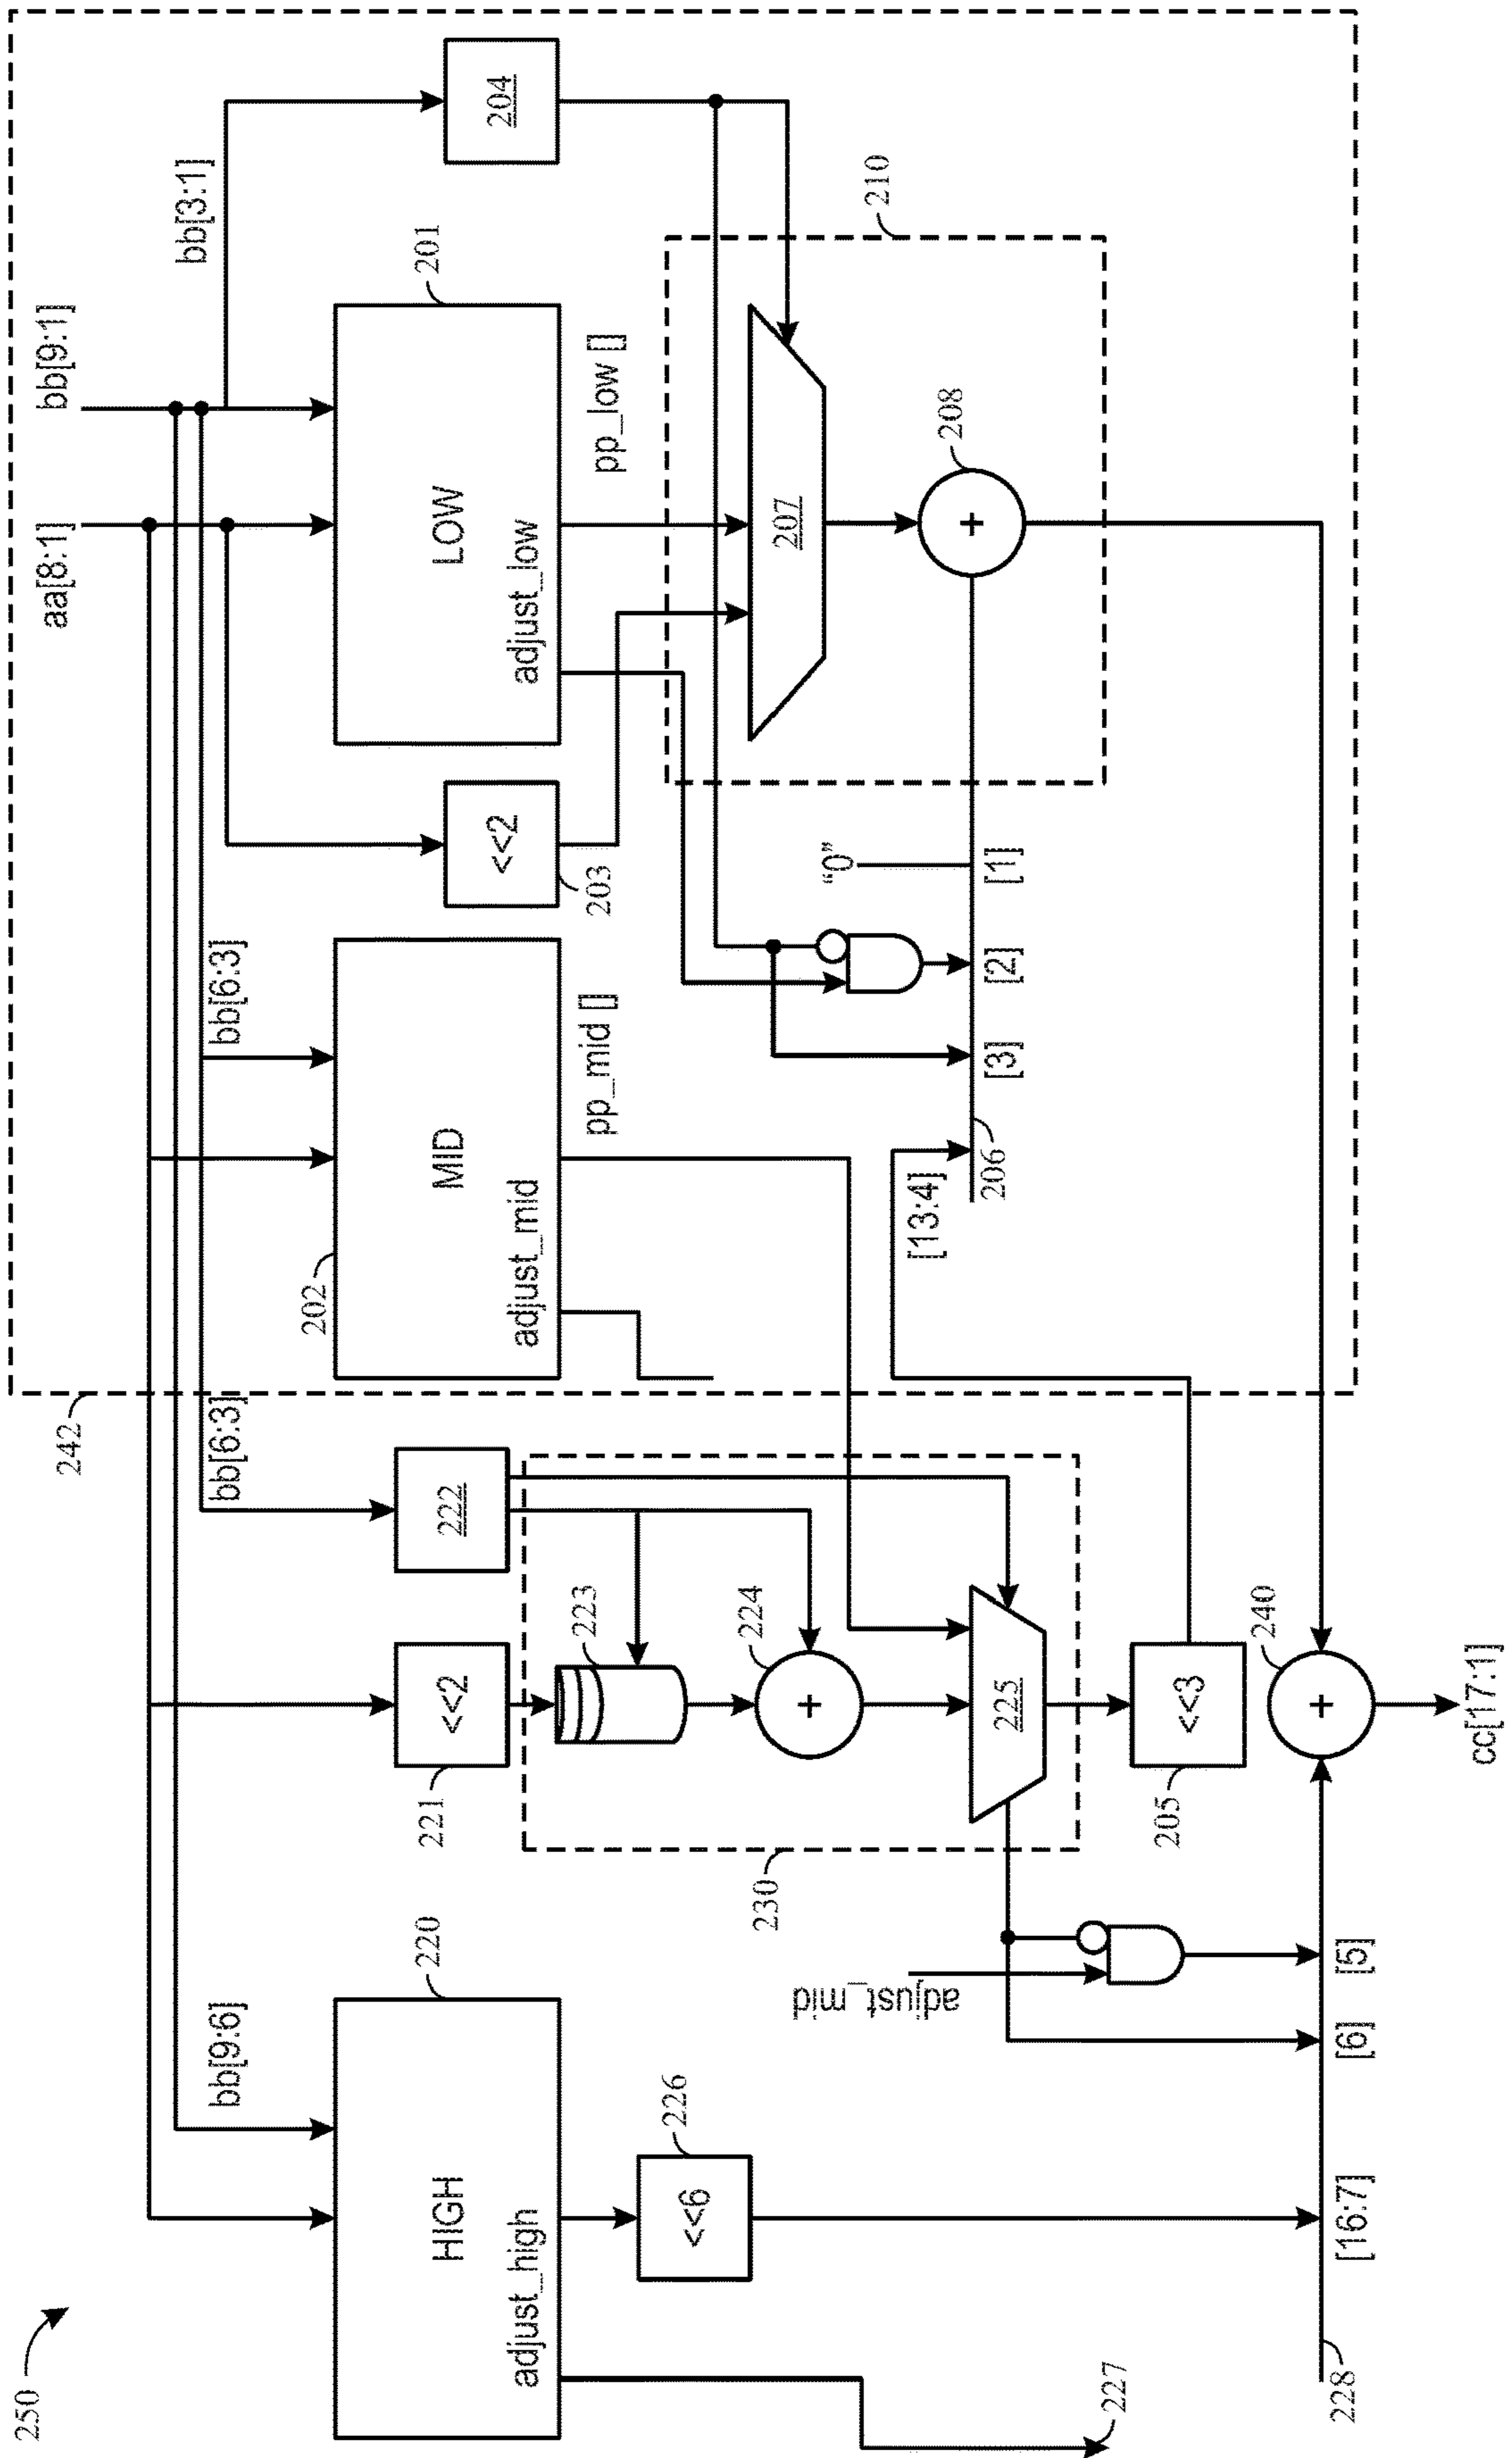 250
242
aa[8:1]
bb[9:1]
bb[3:1]
bb[9:6]
bb[6:3]
bb[6:3]
HIGH
adjust_high
220
<<2
221
222
MID
adjust_mid
202
<<2
203
LOW
adjust_low
201
204
<<6
226
223
224
+
225
230
pp_mid []
pp_low []
207
210
208
+
adjust_mid
"0"
[13:4]
[3]
[2]
[1]
206
<<3
205
227
228
[16:7]
[6]
[5]
+
240
cc[17:1]